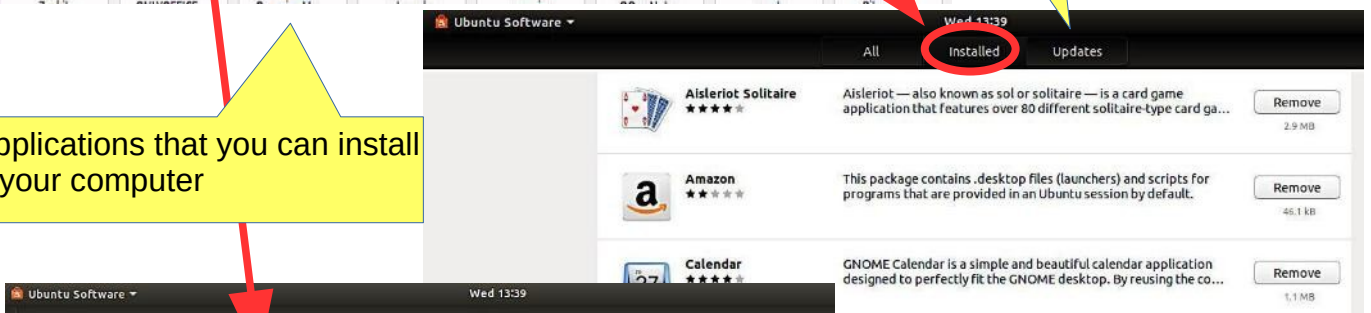 Ubuntu Software
Wed 13:39
All Installed Updates
Aisleriot Solitaire
Aisleriot — also known as sol or solitaire — is a card game
application that features over 80 different solitaire-type card ga...
Remove
2.9 MB
that you can install
your computer
a
Amazon
This package contains .desktop files (launchers) and scripts for
programs that are provided in an Ubuntu session by default.
Remove
46.1 kB
27
Calendar
GNOME Calendar is a simple and beautiful calendar application
designed to perfectly fit the GNOME desktop. By reusing the co...
Remove
1.1 MB
Ubuntu Software
Wed 13:39